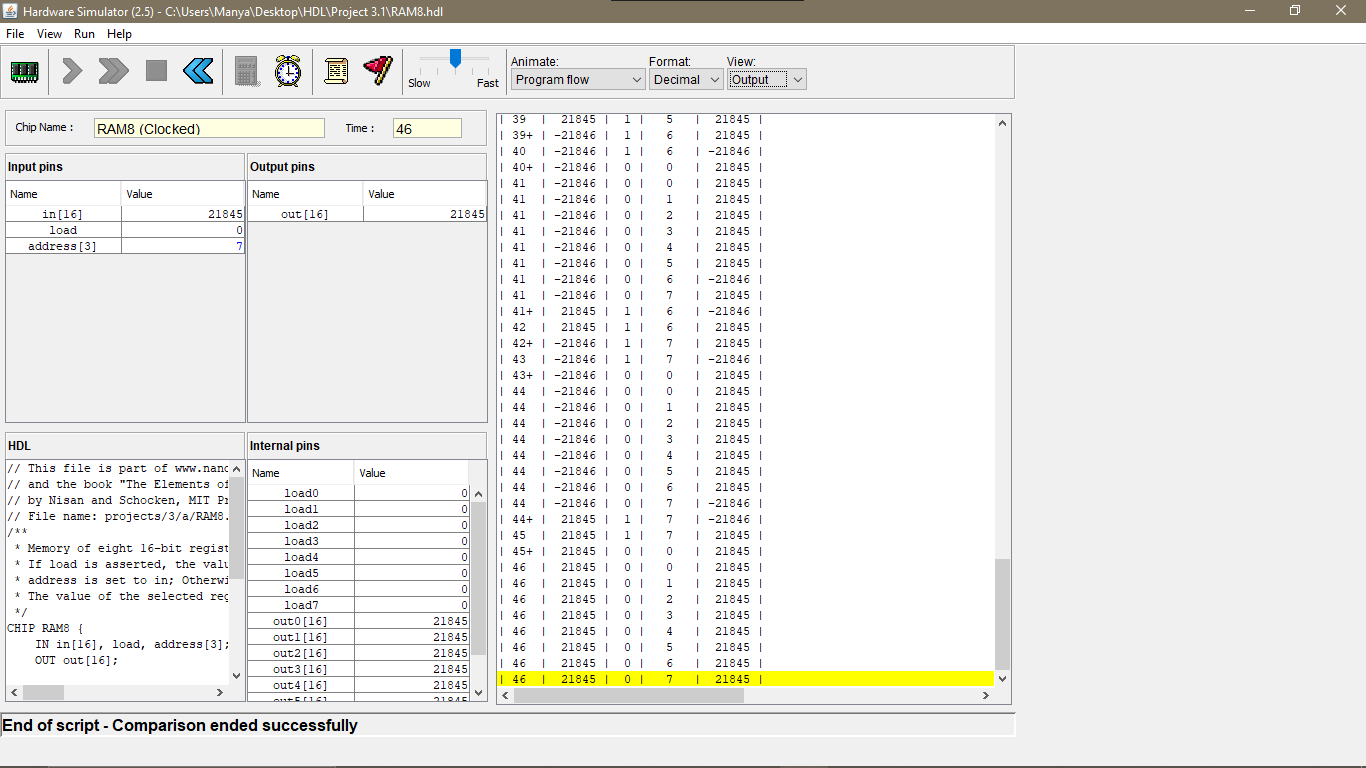 Hardware Simulator (2.5) - C:\Users\Manya\Desktop\HDL\Project 3.1\RAM8.hdl
File View Run Help
Slow Fast
Animate: Format: View:
Program flow Decimal Output
Chip Name : RAM8 (Clocked) Time : 46
Input pins
Name Value
in[16] 21845
load 0
address[3] 7
Output pins
Name Value
out[16] 21845
HDL
// This file is part of www.nand
// and the book "The Elements of
// by Nisan and Schocken, MIT Pr
// File name: projects/3/a/RAM8.
/**
* Memory of eight 16-bit regist
* If load is asserted, the valu
* address is set to in; Otherwi
* The value of the selected reg
*/
CHIP RAM8 {
IN in[16], load, address[3];
OUT out[16];
Internal pins
Name Value
load0 0
load1 0
load2 0
load3 0
load4 0
load5 0
load6 0
load7 0
out0[16] 21845
out1[16] 21845
out2[16] 21845
out3[16] 21845
out4[16] 21845
out5[16] 21845
| 39 | 21845 | 1 | 5 | 21845 |
| 39+ | -21846 | 1 | 6 | 21845 |
| 40 | -21846 | 1 | 6 | -21846 |
| 40+ | -21846 | 0 | 0 | 21845 |
| 41 | -21846 | 0 | 0 | 21845 |
| 41 | -21846 | 0 | 1 | 21845 |
| 41 | -21846 | 0 | 2 | 21845 |
| 41 | -21846 | 0 | 3 | 21845 |
| 41 | -21846 | 0 | 4 | 21845 |
| 41 | -21846 | 0 | 5 | 21845 |
| 41 | -21846 | 0 | 6 | -21846 |
| 41 | -21846 | 0 | 7 | 21845 |
| 41+ | 21845 | 1 | 6 | -21846 |
| 42 | 21845 | 1 | 6 | 21845 |
| 42+ | -21846 | 1 | 7 | 21845 |
| 43 | -21846 | 1 | 7 | -21846 |
| 43+ | -21846 | 0 | 0 | 21845 |
| 44 | -21846 | 0 | 0 | 21845 |
| 44 | -21846 | 0 | 1 | 21845 |
| 44 | -21846 | 0 | 2 | 21845 |
| 44 | -21846 | 0 | 3 | 21845 |
| 44 | -21846 | 0 | 4 | 21845 |
| 44 | -21846 | 0 | 5 | 21845 |
| 44 | -21846 | 0 | 6 | 21845 |
| 44 | -21846 | 0 | 7 | -21846 |
| 44+ | 21845 | 1 | 7 | -21846 |
| 45 | 21845 | 1 | 7 | 21845 |
| 45+ | 21845 | 0 | 0 | 21845 |
| 46 | 21845 | 0 | 0 | 21845 |
| 46 | 21845 | 0 | 1 | 21845 |
| 46 | 21845 | 0 | 2 | 21845 |
| 46 | 21845 | 0 | 3 | 21845 |
| 46 | 21845 | 0 | 4 | 21845 |
| 46 | 21845 | 0 | 5 | 21845 |
| 46 | 21845 | 0 | 6 | 21845 |
| 46 | 21845 | 0 | 7 | 21845 |
End of script - Comparison ended successfully